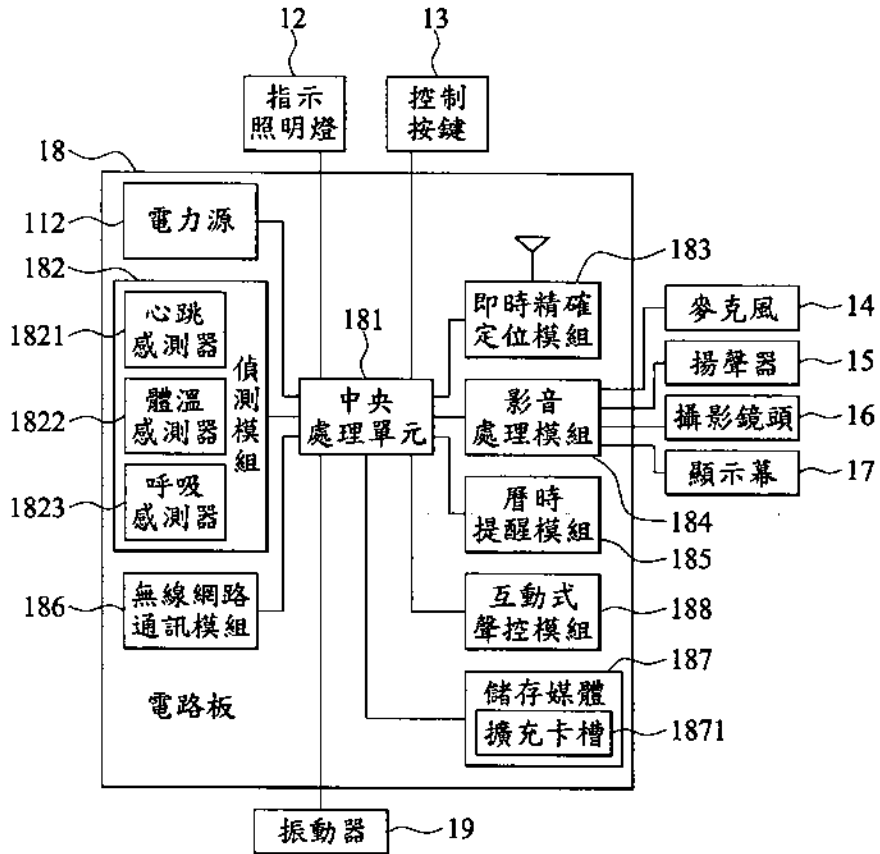 12
13
指示
照明燈
控制
按鍵
18
112
電力源
182
1821
心跳
感測器
1822
體溫
感測器
1823
呼吸
感測器
偵測模組
181
中央
處理單元
183
即時精確
定位模組
影音
處理模組
184
曆時
提醒模組
185
麥克風
14
揚聲器
15
攝影鏡頭
16
顯示幕
17
186
無線網路
通訊模組
互動式
聲控模組
188
187
儲存媒體
擴充卡槽
1871
電路板
振動器
19